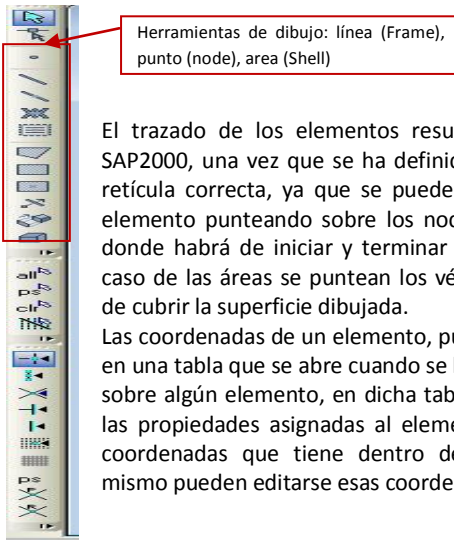 Herramientas de dibujo: línea (Frame),
punto (node), area (Shell)
El trazado de los elementos resu
SAP2000, una vez que se ha definid
retícula correcta, ya que se puede
elemento punteando sobre los nod
donde habrá de iniciar y terminar
caso de las áreas se puntean los vé
de cubrir la superficie dibujada.
Las coordenadas de un elemento, pu
en una tabla que se abre cuando se
sobre algún elemento, en dicha tab
las propiedades asignadas al eleme
coordenadas que tiene dentro de
mismo pueden editarse esas coorde
all
ps
clr
ps